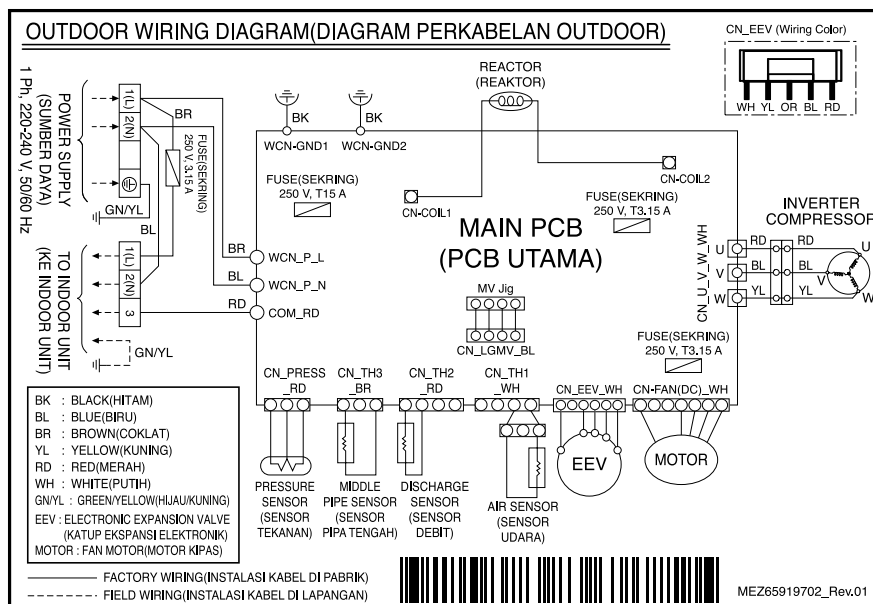 OUTDOOR WIRING DIAGRAM(DIAGRAM PERKABELAN OUTDOOR)
CN_EEV (Wiring Color)
WH YL OR BL RD
POWER SUPPLY
(SUMBER DAYA)
1 Ph, 220-240 V, 50/60 Hz
1(L)
2(N)
BR
FUSE(SEKRING)
250 V, 3.15 A
GN/YL
BL
TO INDOOR UNIT
(KE INDOOR UNIT)
1(L)
2(N)
3
GN/YL
BR
BL
RD
BK
BK
WCN-GND1
WCN-GND2
REACTOR
(REAKTOR)
FUSE(SEKRING)
250 V, T15 A
CN-COIL1
CN-COIL2
FUSE(SEKRING)
250 V, T3.15 A
MAIN PCB
(PCB UTAMA)
WCN_P_L
WCN_P_N
COM_RD
MV Jig
CN_LGMV_BL
CN_U_V_W_WH
U
V
W
RD
BL
YL
RD
BL
YL
INVERTER
COMPRESSOR
U
V
W
FUSE(SEKRING)
250 V, T3.15 A
CN_PRESS
_RD
CN_TH3
_BR
CN_TH2
_RD
CN_TH1
_WH
CN_EEV_WH
CN-FAN(DC)_WH
PRESSURE
SENSOR
(SENSOR
TEKANAN)
MIDDLE
PIPE SENSOR
(SENSOR
PIPA TENGAH)
DISCHARGE
SENSOR
(SENSOR
DEBIT)
AIR SENSOR
(SENSOR
UDARA)
EEV
MOTOR
BK : BLACK(HITAM)
BL : BLUE(BIRU)
BR : BROWN(COKLAT)
YL : YELLOW(KUNING)
RD : RED(MERAH)
WH : WHITE(PUTIH)
GN/YL : GREEN/YELLOW(HIJAU/KUNING)
EEV : ELECTRONIC EXPANSION VALVE
(KATUP EKSPANSI ELEKTRONIK)
MOTOR : FAN MOTOR(MOTOR KIPAS)
FACTORY WIRING(INSTALASI KABEL DI PABRIK)
FIELD WIRING(INSTALASI KABEL DI LAPANGAN)
MEZ65919702_Rev.01